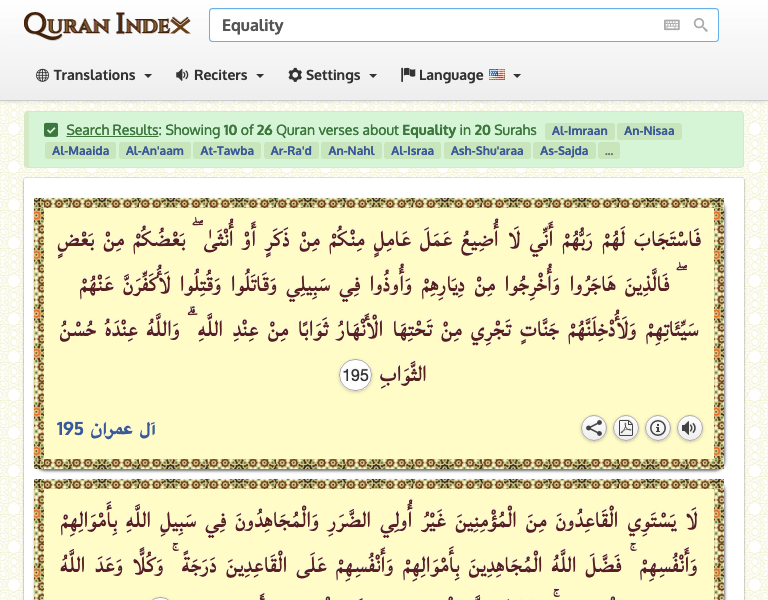 QURAN INDEX
Equality
Translations
Reciters
Settings
Language
Search Results: Showing 10 of 26 Quran verses about Equality in 20 Surahs Al-Imraan An-Nisaa
Al-Maaida Al-An'aam At-Tawba Ar-Ra'd An-Nahl Al-Israa Ash-Shu'araa As-Sajda ...
فَاسْتَجَابَ لَهُمْ رَبُّهُمْ أَنِّي لَا أُضِيعُ عَمَلَ عَامِلٍ مِنْكُمْ مِنْ ذَكَرٍ أَوْ أُنْثَىٰ ۖ بَعْضُكُمْ مِنْ بَعْضٍ
ۖ فَالَّذِينَ هَاجَرُوا وَأُخْرِجُوا مِنْ دِيَارِهِمْ وَأُوذُوا فِي سَبِيلِي وَقَاتَلُوا وَقُتِلُوا لَأُكَفِّرَنَّ عَنْهُمْ
سَيِّئَاتِهِمْ وَلَأُدْخِلَنَّهُمْ جَنَّاتٍ تَجْرِي مِنْ تَحْتِهَا الْأَنْهَارُ ثَوَابًا مِنْ عِنْدِ اللَّهِ ۗ وَاللَّهُ عِنْدَهُ حُسْنُ
الثَّوَابِ 195
آل عمران 195
لَا يَسْتَوِي الْقَاعِدُونَ مِنَ الْمُؤْمِنِينَ غَيْرُ أُولِي الضَّرَرِ وَالْمُجَاهِدُونَ فِي سَبِيلِ اللَّهِ بِأَمْوَالِهِمْ
وَأَنْفُسِهِمْ ۚ فَضَّلَ اللَّهُ الْمُجَاهِدِينَ بِأَمْوَالِهِمْ وَأَنْفُسِهِمْ عَلَى الْقَاعِدِينَ دَرَجَةً ۚ وَكُلًّا وَعَدَ اللَّهُ